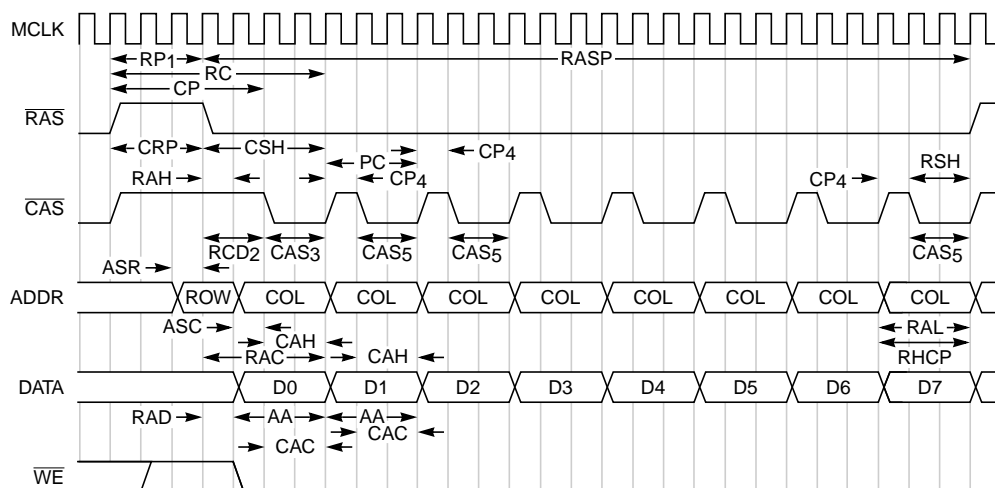 MCLK
RP1
RASP
RC
CP
RAS
CRP
CSH
PC
CP4
RSH
RAH
CP4
CP4
CAS
RCD2
CAS3
CAS5
CAS5
CAS5
ASR
ADDR
ROW
COL
COL
COL
COL
COL
COL
COL
COL
ASC
CAH
RAL
RAC
CAH
RHCP
DATA
D0
D1
D2
D3
D4
D5
D6
D7
RAD
AA
AA
CAC
CAC
WE